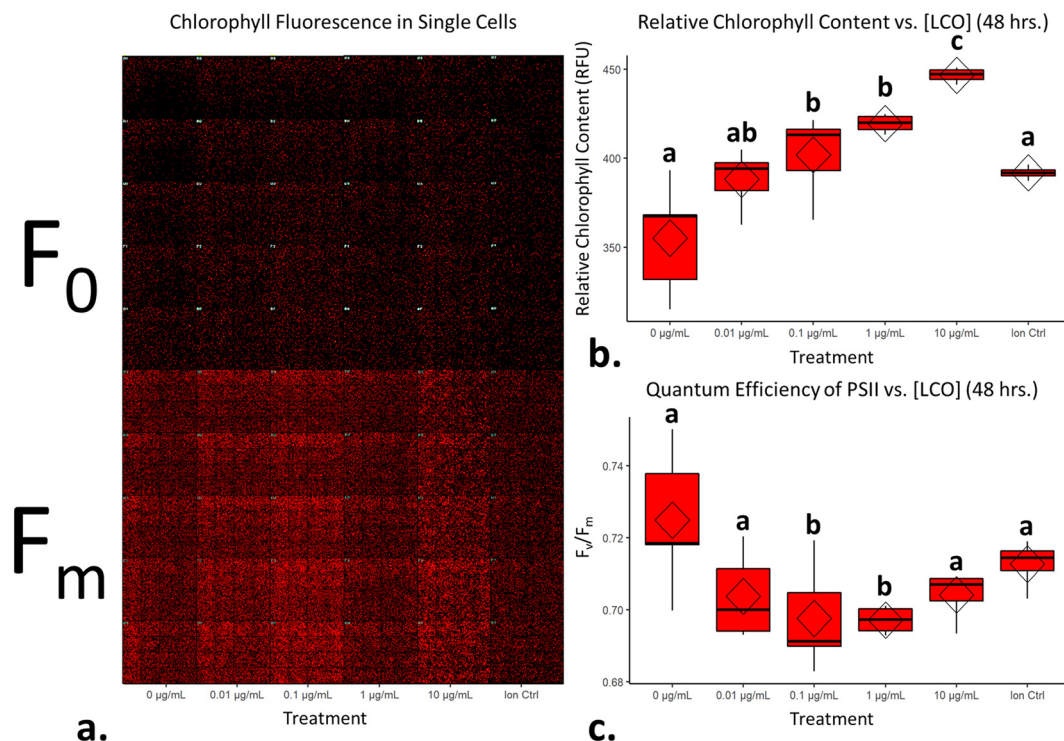 Chlorophyll Fluorescence in Single Cells
F0
Fm
0 µg/mL 0.01 µg/mL 0.1 µg/mL 1 µg/mL 10 µg/mL Ion Ctrl
Treatment
a.
Relative Chlorophyll Content vs. [LCO] (48 hrs.)
Relative Chlorophyll Content (RFU)
450
400
350
a ab b b c a
0 µg/mL 0.01 µg/mL 0.1 µg/mL 1 µg/mL 10 µg/mL Ion Ctrl
Treatment
b.
Quantum Efficiency of PSII vs. [LCO] (48 hrs.)
Fv/Fm
0.74
0.72
0.70
0.68
a a b b a a
0 µg/mL 0.01 µg/mL 0.1 µg/mL 1 µg/mL 10 µg/mL Ion Ctrl
Treatment
c.